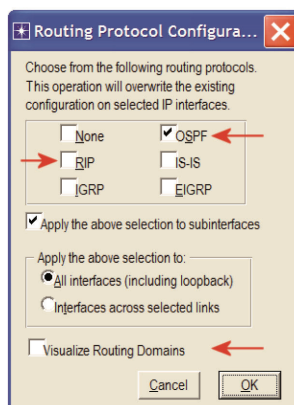 Routing Protocol Configura...
Choose from the following routing protocols.
This operation will overwrite the existing
configuration on selected IP interfaces.
None OSPF
RIP IS-IS
IGRP EIGRP
Apply the above selection to subinterfaces
Apply the above selection to:
All interfaces (including loopback)
Interfaces across selected links
Visualize Routing Domains
Cancel OK